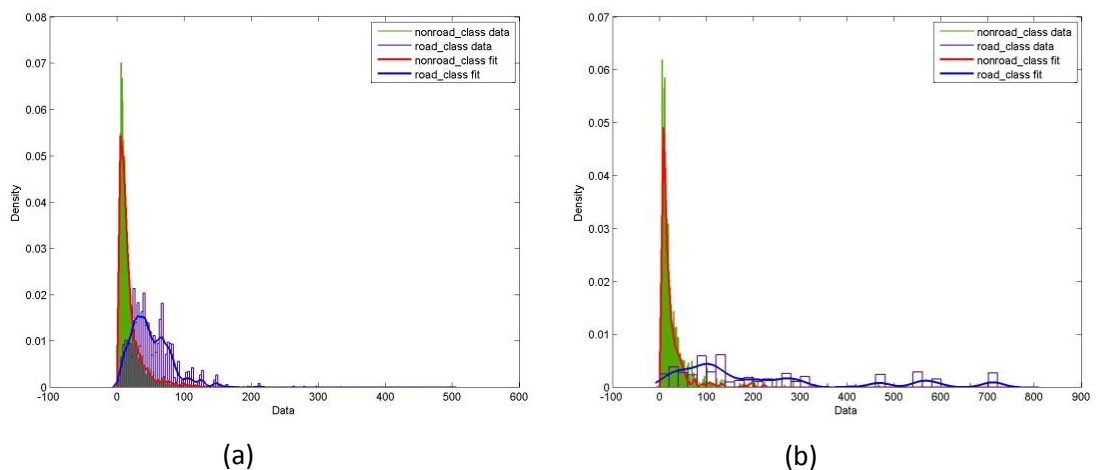 0.08
0.07
0.06
0.05
0.04
0.03
0.02
0.01
0
Density
-100 0 100 200 300 400 500 600
Data
nonroad_class data
road_class data
nonroad_class fit
road_class fit
(a)
0.07
0.06
0.05
0.04
0.03
0.02
0.01
0
Density
-100 0 100 200 300 400 500 600 700 800 900
Data
nonroad_class data
road_class data
nonroad_class fit
road_class fit
(b)